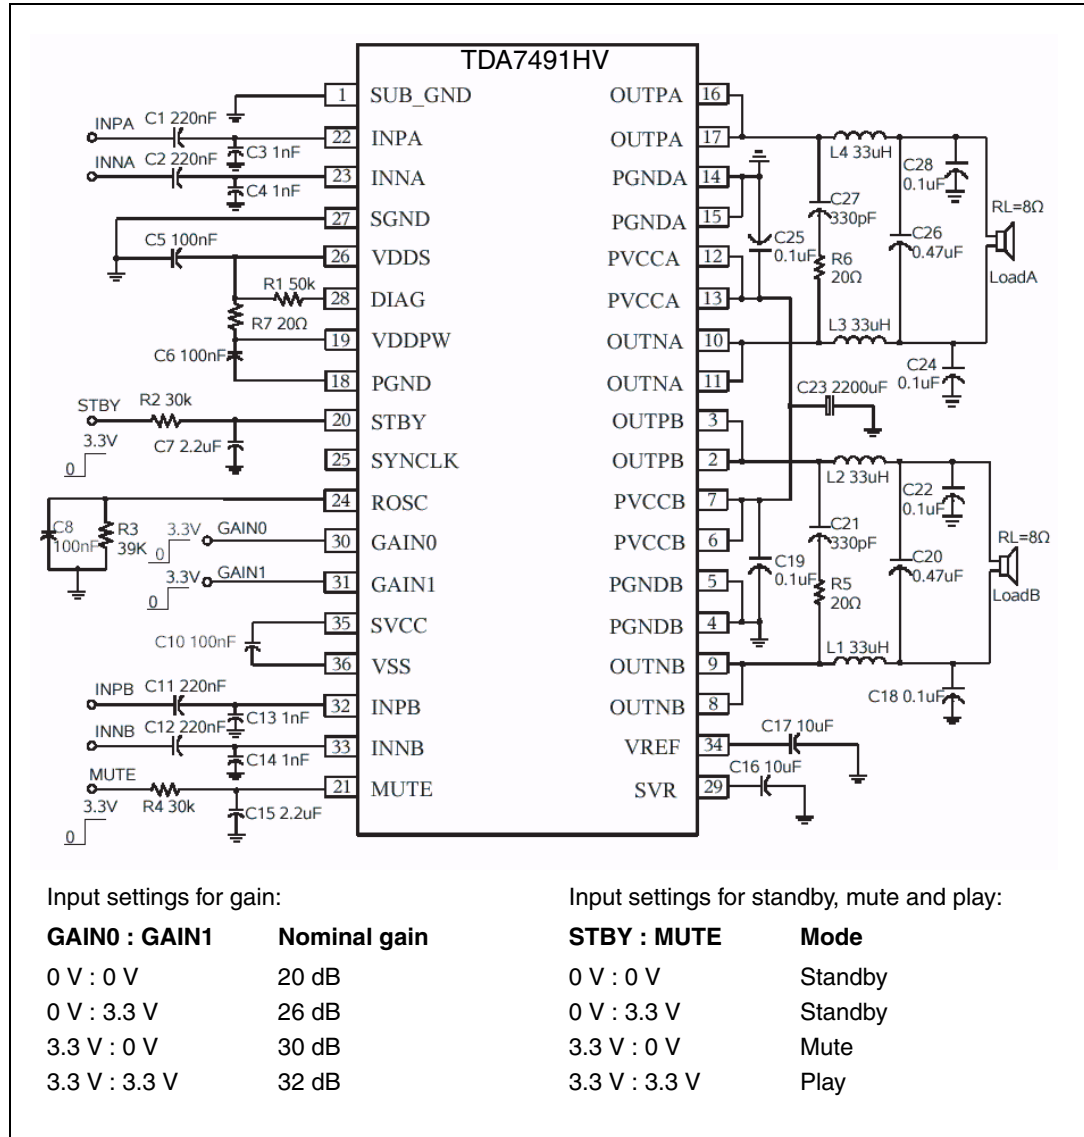 TDA7491HV
1 SUB_GND
OUTPA 16
INPA C1 220nF
22 INPA
OUTPA 17
C3 1nF
L4 33uH
INNA C2 220nF
23 INNA
PGNDA 14
C4 1nF
C28
0.1uF
27 SGND
PGNDA 15
C27
330pF
RL=8Ω
C5 100nF
26 VDDS
PVCCA 12
C25
0.1uF
C26
0.47uF
R6
20Ω
LoadA
R1 50k
28 DIAG
PVCCA 13
R7 20Ω
L3 33uH
19 VDDPW
OUTNA 10
C6 100nF
18 PGND
OUTNA 11
C24
0.1uF
C23 2200uF
STBY
R2 30k
20 STBY
OUTPB 3
3.3V
0
C7 2.2uF
25 SYNCLK
OUTPB 2
L2 33uH
24 ROSC
PVCCB 7
C22
0.1uF
C8
100nF
R3
39K
3.3V
0
GAIN0
30 GAIN0
PVCCB 6
C21
330pF
RL=8Ω
3.3V
0
GAIN1
31 GAIN1
PGNDB 5
C19
0.1uF
C20
0.47uF
R5
20Ω
LoadB
35 SVCC
PGNDB 4
C10 100nF
36 VSS
OUTNB 9
L1 33uH
INPB C11 220nF
32 INPB
OUTNB 8
C18 0.1uF
C13 1nF
INNB C12 220nF
33 INNB
VREF 34
C17 10uF
C14 1nF
MUTE
R4 30k
21 MUTE
SVR 29
C16 10uF
3.3V
0
C15 2.2uF
Input settings for gain:
GAIN0 : GAIN1 Nominal gain
0 V : 0 V 20 dB
0 V : 3.3 V 26 dB
3.3 V : 0 V 30 dB
3.3 V : 3.3 V 32 dB
Input settings for standby, mute and play:
STBY : MUTE Mode
0 V : 0 V Standby
0 V : 3.3 V Standby
3.3 V : 0 V Mute
3.3 V : 3.3 V Play